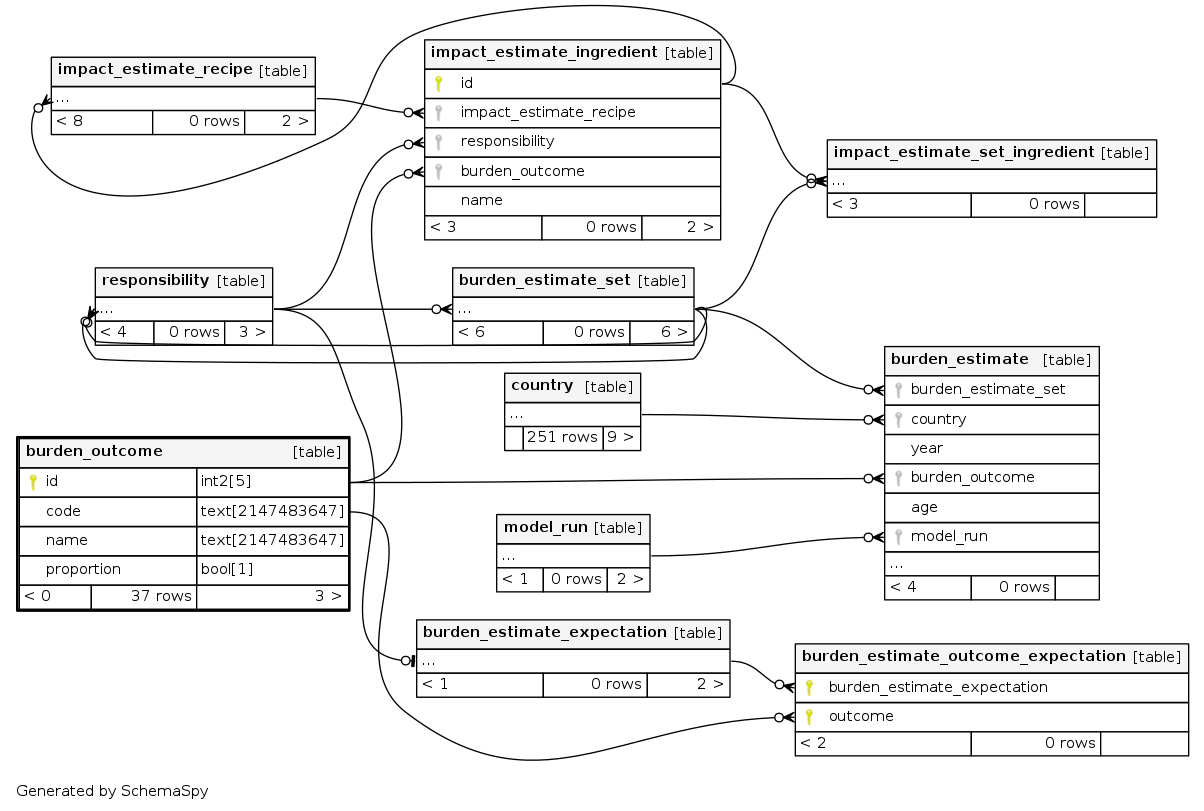 impact_estimate_recipe [table]
...
< 8 0 rows 2 >
impact_estimate_ingredient [table]
id
impact_estimate_recipe
responsibility
burden_outcome
name
< 3 0 rows 2 >
impact_estimate_set_ingredient [table]
...
< 3 0 rows
responsibility [table]
...
< 4 0 rows 3 >
burden_estimate_set [table]
...
< 6 0 rows 6 >
burden_estimate [table]
burden_estimate_set
country
year
burden_outcome
age
model_run
...
< 4 0 rows
country [table]
...
251 rows 9 >
burden_outcome [table]
id int2[5]
code text[2147483647]
name text[2147483647]
proportion bool[1]
< 0 37 rows 3 >
model_run [table]
...
< 1 0 rows 2 >
burden_estimate_expectation [table]
...
< 1 0 rows 2 >
burden_estimate_outcome_expectation [table]
burden_estimate_expectation
outcome
< 2 0 rows
Generated by SchemaSpy